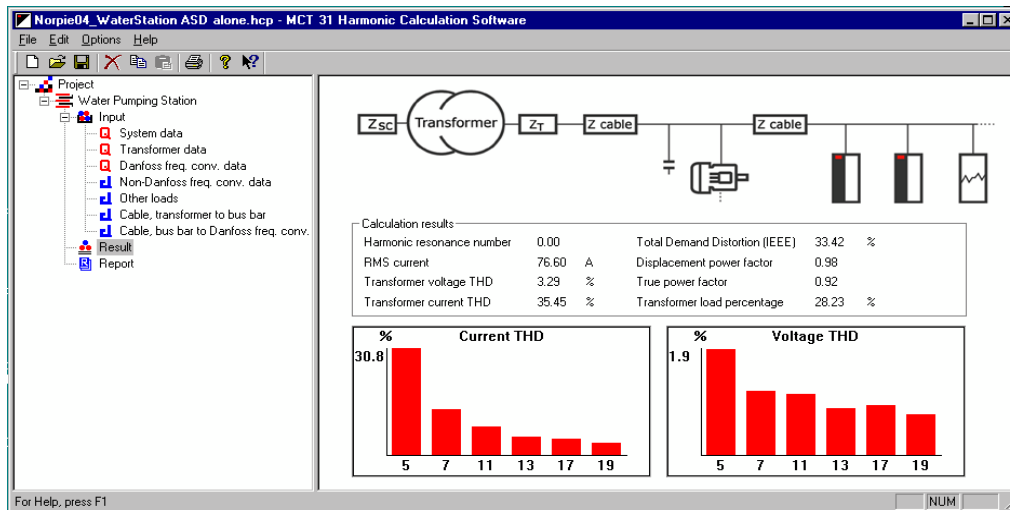 Norpie04_WaterStation ASD alone.hcp - MCT 31 Harmonic Calculation Software
File Edit Options Help
Project
Water Pumping Station
Input
System data
Transformer data
Danfoss freq. conv. data
Non-Danfoss freq. conv. data
Other loads
Cable, transformer to bus bar
Cable, bus bar to Danfoss freq. conv.
Result
Report
Zsc Transformer ZT Z cable Z cable
Calculation results
Harmonic resonance number 0.00 Total Demand Distortion (IEEE) 33.42 %
RMS current 76.60 A Displacement power factor 0.98
Transformer voltage THD 3.29 % True power factor 0.92
Transformer current THD 35.45 % Transformer load percentage 28.23 %
% Current THD
30.8
5 7 11 13 17 19
% Voltage THD
1.9
5 7 11 13 17 19
For Help, press F1 NUM